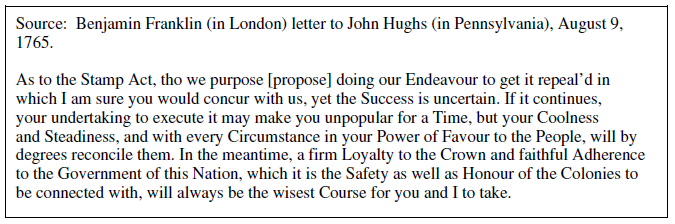 Source:  Benjamin Franklin (in London) letter to John Hughs (in Pennsylvania), August 9,
1765.
As to the Stamp Act, tho we purpose [propose] doing our Endeavour to get it repeal’d in
which I am sure you would concur with us, yet the Success is uncertain. If it continues,
your undertaking to execute it may make you unpopular for a Time, but your Coolness
and Steadiness, and with every Circumstance in your Power of Favour to the People, will by
degrees reconcile them. In the meantime, a firm Loyalty to the Crown and faithful Adherence
to the Government of this Nation, which it is the Safety as well as Honour of the Colonies to
be connected with, will always be the wisest Course for you and I to take.